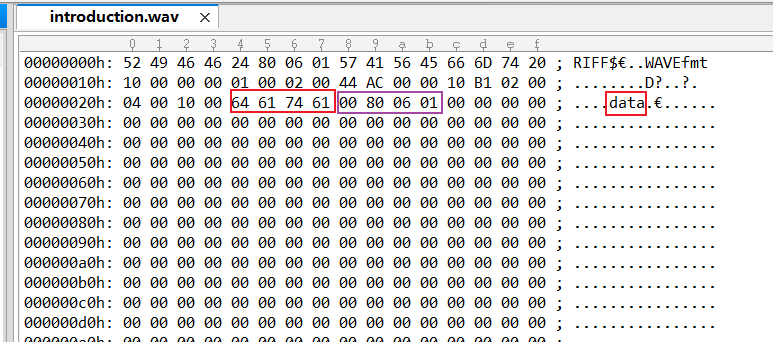 introduction.wav ×
0 1 2 3 4 5 6 7 8 9 a b c d e f
00000000h: 52 49 46 46 24 80 06 01 57 41 56 45 66 6D 74 20 ; RIFF$€..WAVEfmt
00000010h: 10 00 00 00 01 00 02 00 44 AC 00 00 10 B1 02 00 ; ........D?..?.
00000020h: 04 00 10 00 64 61 74 61 00 80 06 01 00 00 00 00 ; ....data.€......
00000030h: 00 00 00 00 00 00 00 00 00 00 00 00 00 00 00 00 ; ................
00000040h: 00 00 00 00 00 00 00 00 00 00 00 00 00 00 00 00 ; ................
00000050h: 00 00 00 00 00 00 00 00 00 00 00 00 00 00 00 00 ; ................
00000060h: 00 00 00 00 00 00 00 00 00 00 00 00 00 00 00 00 ; ................
00000070h: 00 00 00 00 00 00 00 00 00 00 00 00 00 00 00 00 ; ................
00000080h: 00 00 00 00 00 00 00 00 00 00 00 00 00 00 00 00 ; ................
00000090h: 00 00 00 00 00 00 00 00 00 00 00 00 00 00 00 00 ; ................
000000a0h: 00 00 00 00 00 00 00 00 00 00 00 00 00 00 00 00 ; ................
000000b0h: 00 00 00 00 00 00 00 00 00 00 00 00 00 00 00 00 ; ................
000000c0h: 00 00 00 00 00 00 00 00 00 00 00 00 00 00 00 00 ; ................
000000d0h: 00 00 00 00 00 00 00 00 00 00 00 00 00 00 00 00 ; ................